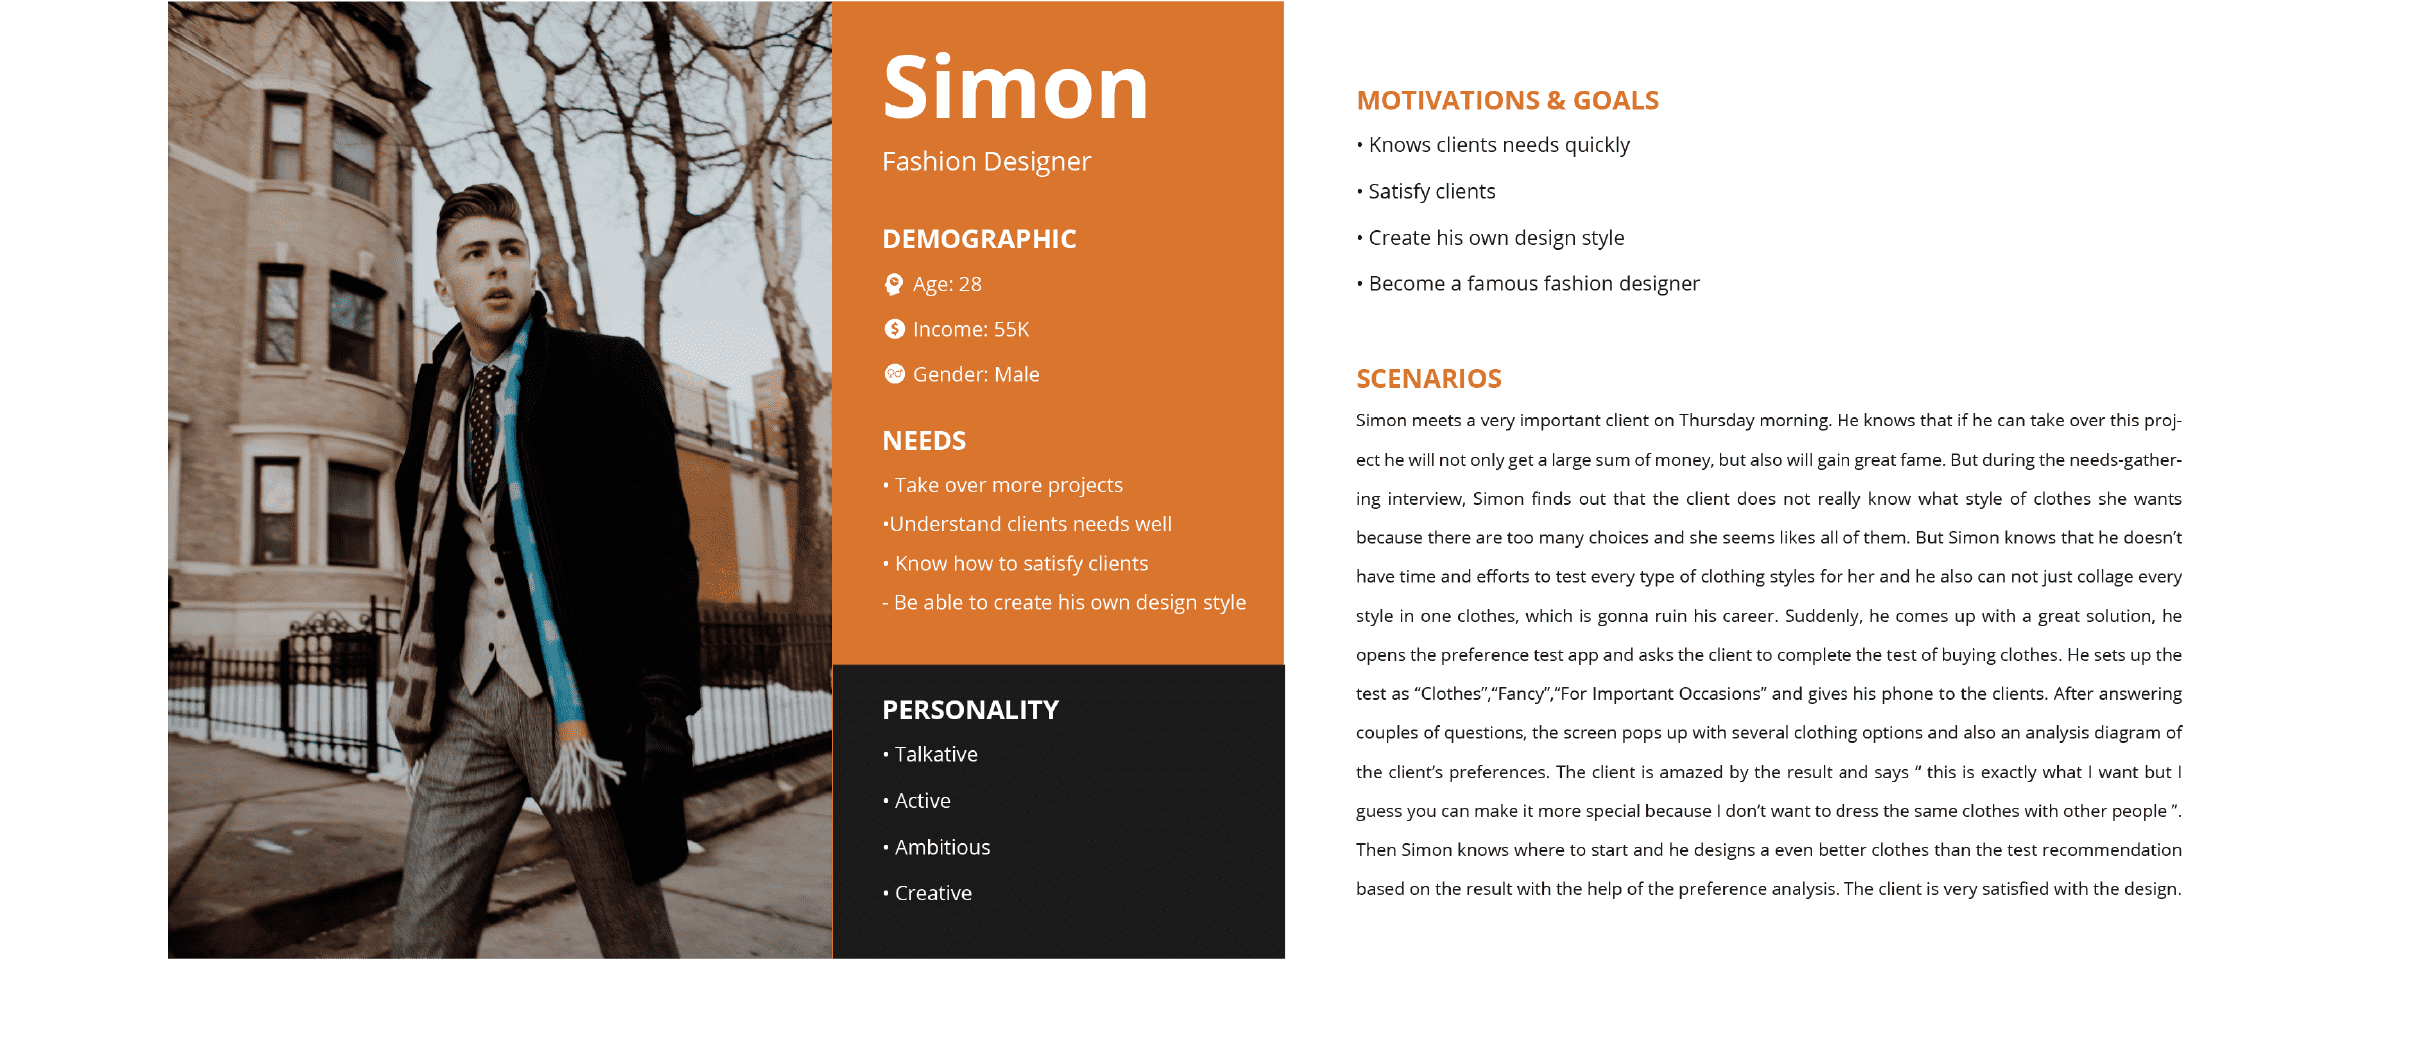 Simon
Fashion Designer
DEMOGRAPHIC
Age: 28
Income: 55K
Gender: Male
NEEDS
• Take over more projects
•Understand clients needs well
• Know how to satisfy clients
- Be able to create his own design style
PERSONALITY
• Talkative
• Active
• Ambitious
• Creative
MOTIVATIONS & GOALS
• Knows clients needs quickly
• Satisfy clients
• Create his own design style
• Become a famous fashion designer
SCENARIOS
Simon meets a very important client on Thursday morning. He knows that if he can take over this proj-
ect he will not only get a large sum of money, but also will gain great fame. But during the needs-gather-
ing interview, Simon finds out that the client does not really know what style of clothes she wants
because there are too many choices and she seems likes all of them. But Simon knows that he doesn’t
have time and efforts to test every type of clothing styles for her and he also can not just collage every
style in one clothes, which is gonna ruin his career. Suddenly, he comes up with a great solution, he
opens the preference test app and asks the client to complete the test of buying clothes. He sets up the
test as “Clothes”,“Fancy”,“For Important Occasions” and gives his phone to the clients. After answering
couples of questions, the screen pops up with several clothing options and also an analysis diagram of
the client’s preferences. The client is amazed by the result and says “ this is exactly what I want but I
guess you can make it more special because I don’t want to dress the same clothes with other people ”.
Then Simon knows where to start and he designs a even better clothes than the test recommendation
based on the result with the help of the preference analysis. The client is very satisfied with the design.